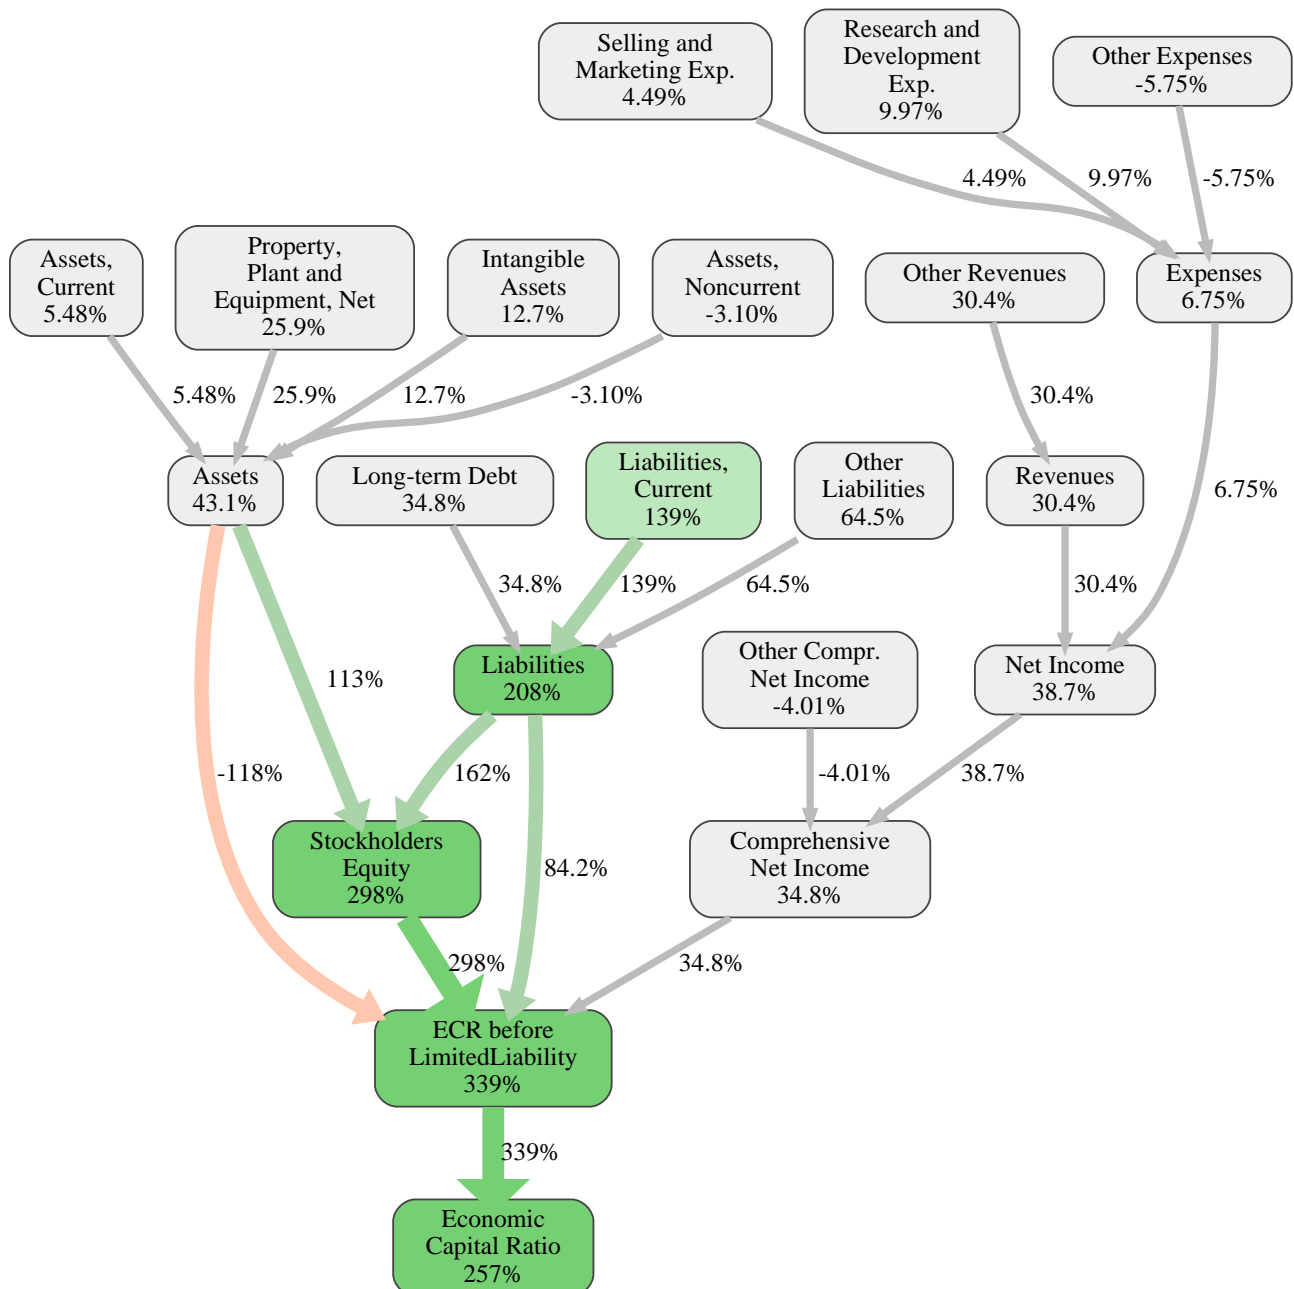 Selling and
Marketing Exp.
4.49%
Research and
Development
Exp.
9.97%
Other Expenses
-5.75%
4.49%
9.97%
-5.75%
Assets,
Current
5.48%
Property,
Plant and
Equipment, Net
25.9%
Intangible
Assets
12.7%
Assets,
Noncurrent
-3.10%
Other Revenues
30.4%
Expenses
6.75%
5.48%
25.9%
12.7%
-3.10%
30.4%
Assets
43.1%
Long-term Debt
34.8%
Liabilities,
Current
139%
Other
Liabilities
64.5%
Revenues
30.4%
6.75%
34.8%
139%
64.5%
30.4%
Liabilities
208%
Other Compr.
Net Income
-4.01%
Net Income
38.7%
113%
-118%
162%
-4.01%
38.7%
Stockholders
Equity
298%
84.2%
Comprehensive
Net Income
34.8%
298%
34.8%
ECR before
LimitedLiability
339%
339%
Economic
Capital Ratio
257%